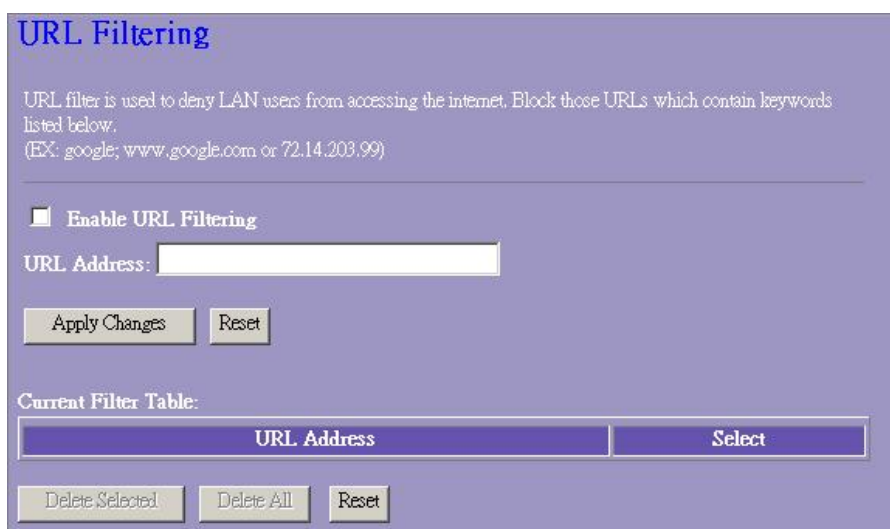 URL Filtering
URL filter is used to deny LAN users from accessing the internet. Block those URLs which contain keywords
listed below.
(EX: google; www.google.com or 72.14.203.99)
Enable URL Filtering
URL Address:
Apply Changes Reset
Current Filter Table:
URL Address Select
Delete Selected Delete All Reset